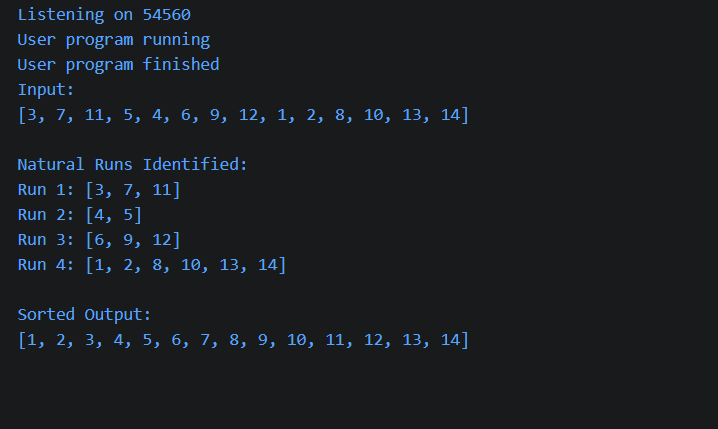 Listening on 54560
User program running
User program finished
Input:
[3, 7, 11, 5, 4, 6, 9, 12, 1, 2, 8, 10, 13, 14]
Natural Runs Identified:
Run 1: [3, 7, 11]
Run 2: [4, 5]
Run 3: [6, 9, 12]
Run 4: [1, 2, 8, 10, 13, 14]
Sorted Output:
[1, 2, 3, 4, 5, 6, 7, 8, 9, 10, 11, 12, 13, 14]